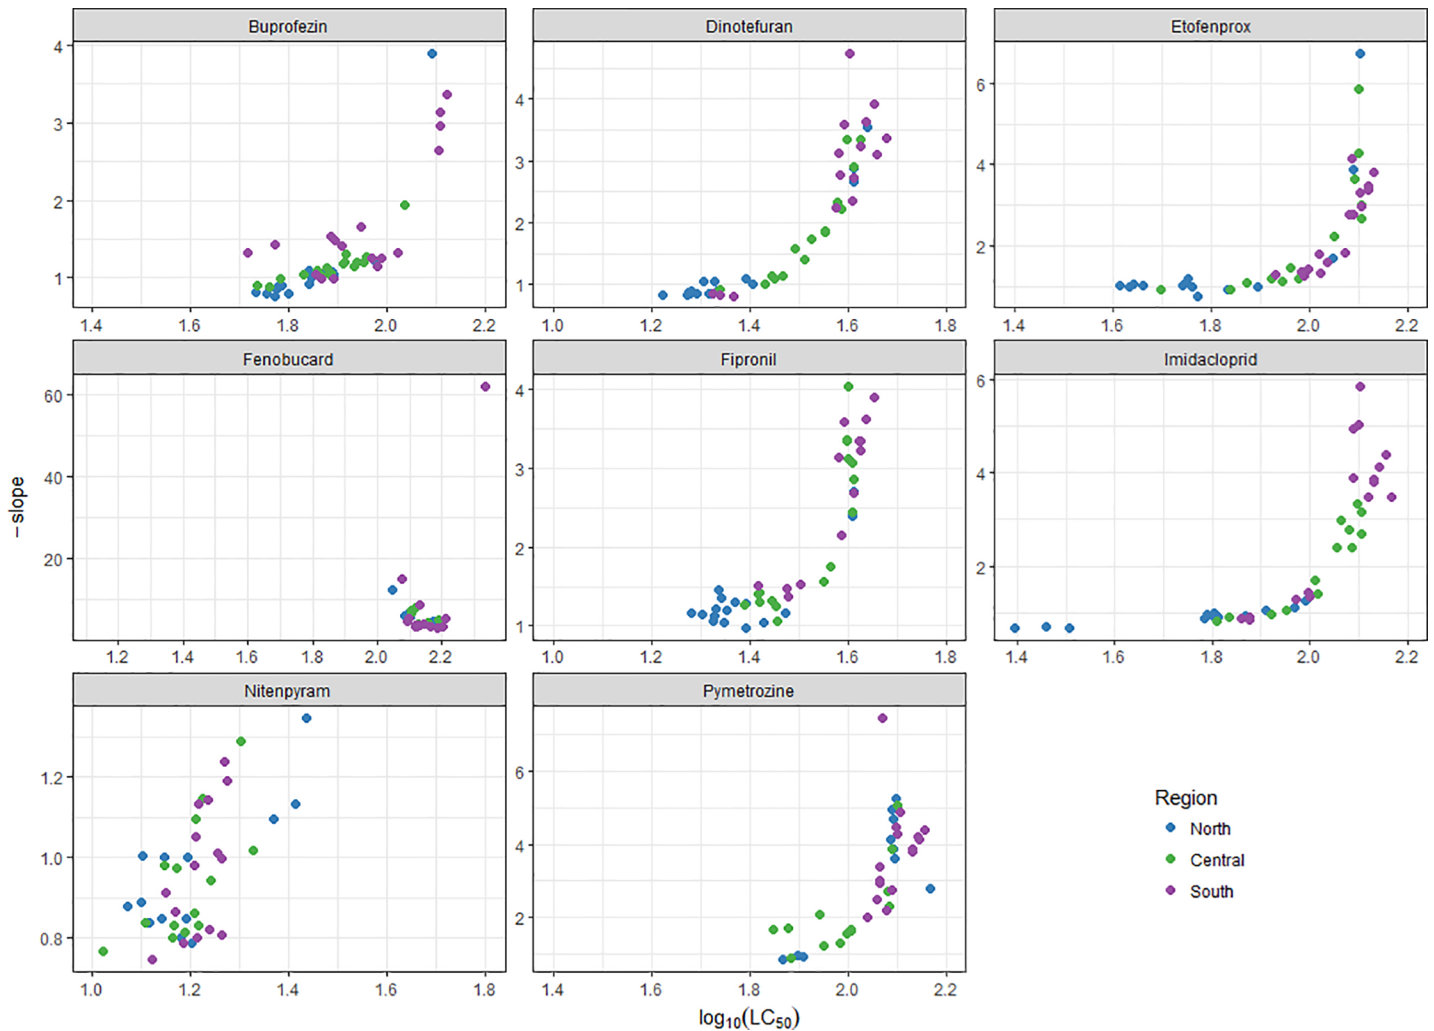 Buprofezin
Dinotefuran
Etofenprox
4
3
2
1
1.4 1.6 1.8 2.0 2.2
4
3
2
1
1.0 1.2 1.4 1.6 1.8
6
4
2
1.4 1.6 1.8 2.0 2.2
Fenobucard
Fipronil
Imidacloprid
60
40
20
1.2 1.4 1.6 1.8 2.0 2.2
4
3
2
1
1.0 1.2 1.4 1.6 1.8
6
4
2
1.4 1.6 1.8 2.0 2.2
Nitenpyram
Pymetrozine
1.2
1.0
0.8
1.0 1.2 1.4 1.6 1.8
6
4
2
1.4 1.6 1.8 2.0 2.2
− slope
log10(LC50)
Region
North
Central
South